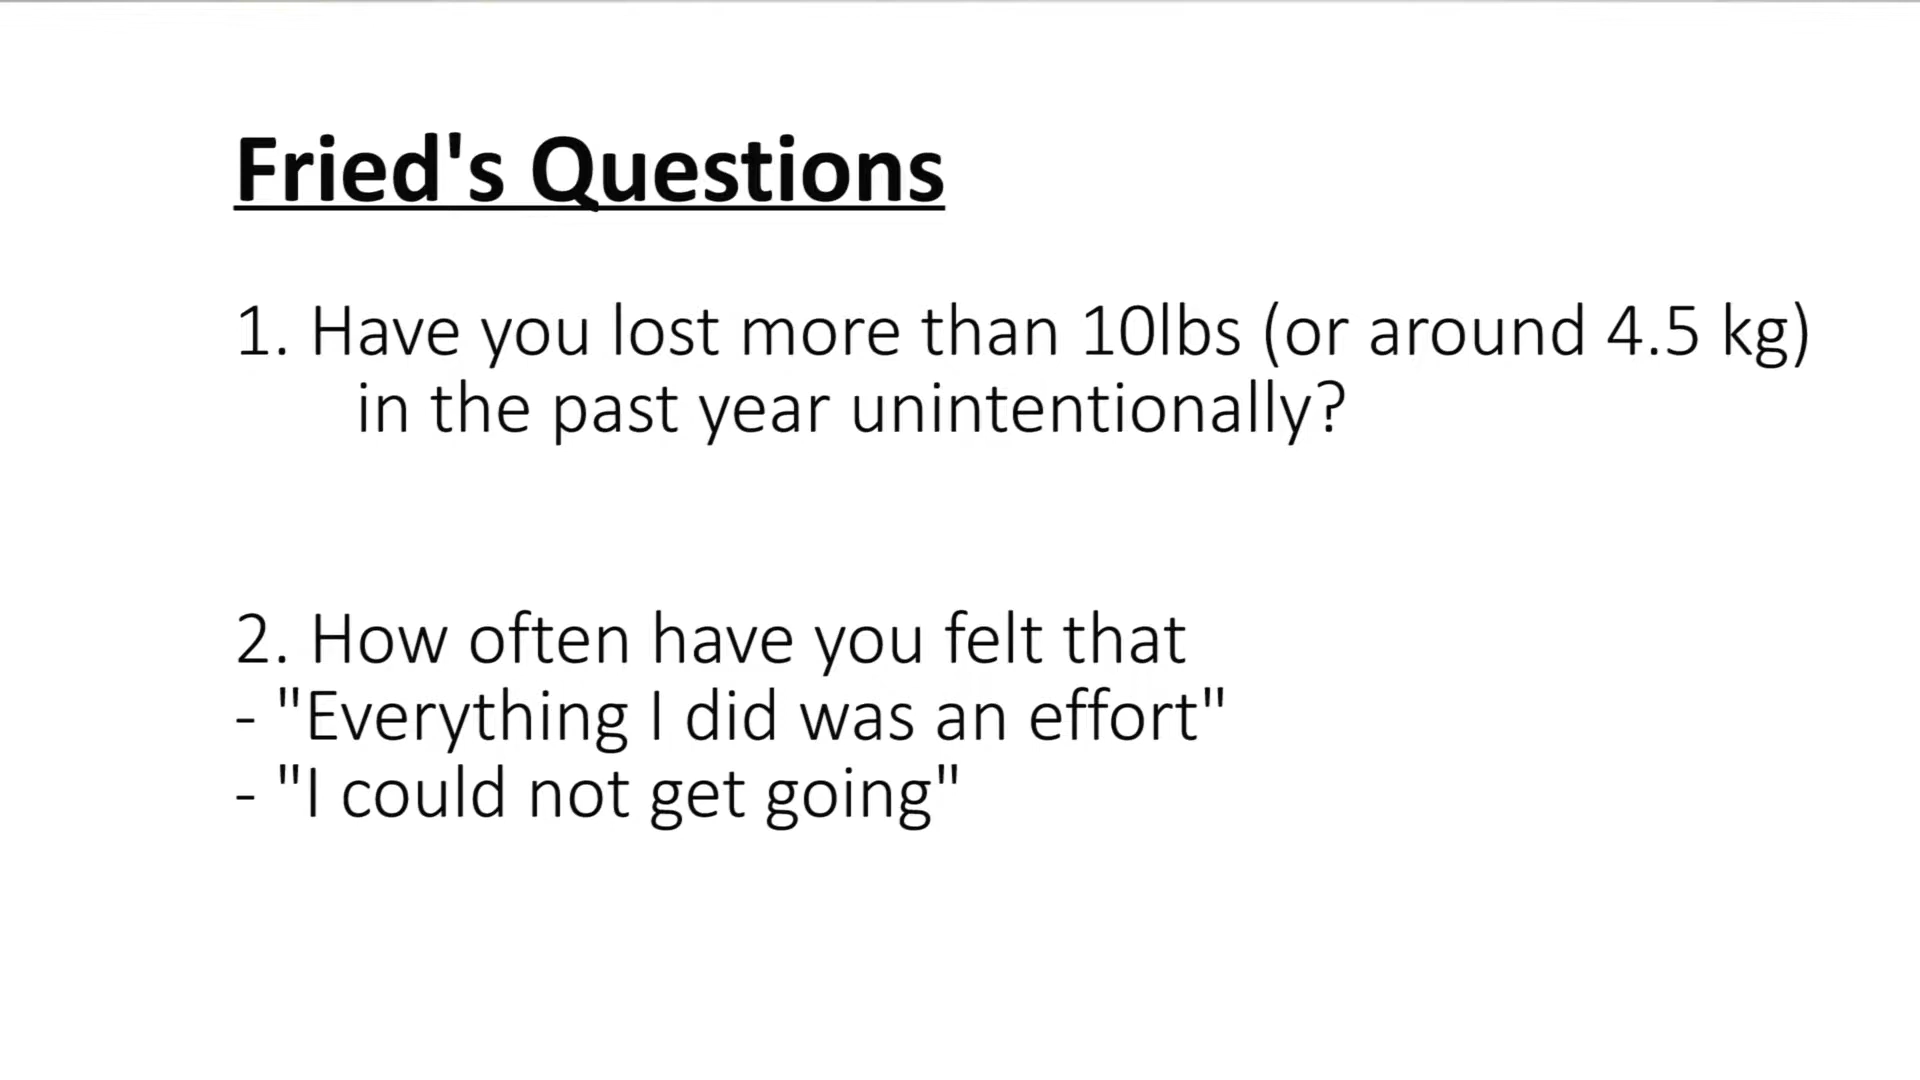 Fried's Questions
1. Have you lost more than 10lbs (or around 4.5 kg)
in the past year unintentionally?
2. How often have you felt that
- "Everything I did was an effort"
- "I could not get going"